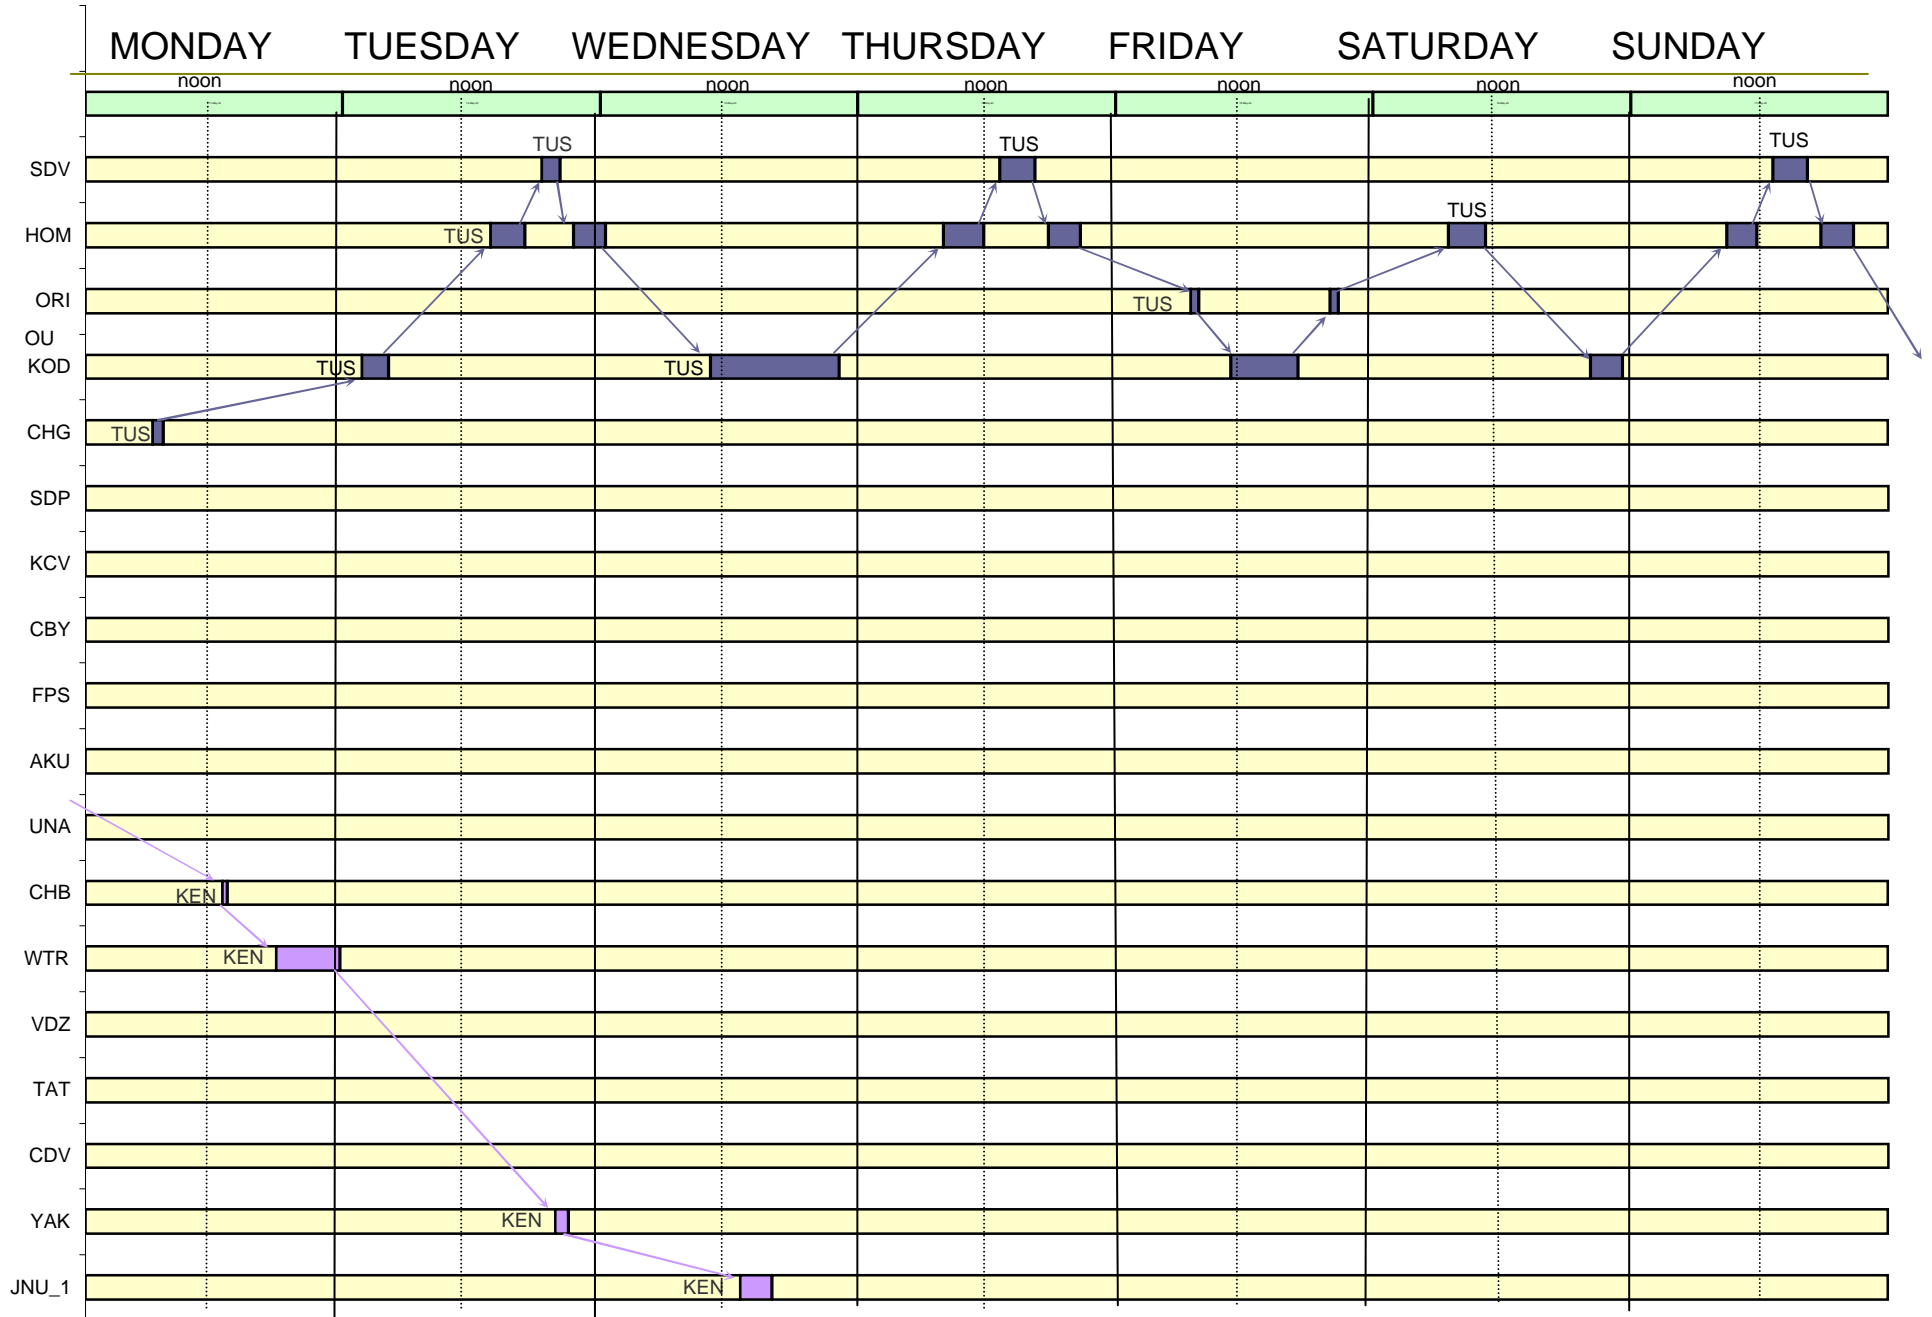 MONDAY TUESDAY WEDNESDAY THURSDAY FRIDAY SATURDAY SUNDAY
noon noon noon noon noon noon noon
TUS TUS TUS
SDV
TUS
HOM TUS
ORI TUS
OU
KOD TUS TUS
CHG TUS
SDP
KCV
CBY
FPS
AKU
UNA
CHB KEN
WTR KEN
VDZ
TAT
CDV
YAK KEN
JNU_1 KEN